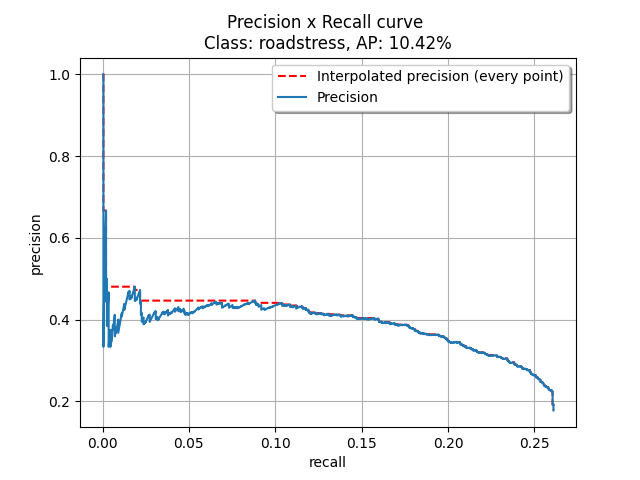 Precision x Recall curve
Class: roadstress, AP: 10.42%
Interpolated precision (every point)
Precision
1.0
0.8
0.6
0.4
0.2
precision
0.00 0.05 0.10 0.15 0.20 0.25
recall